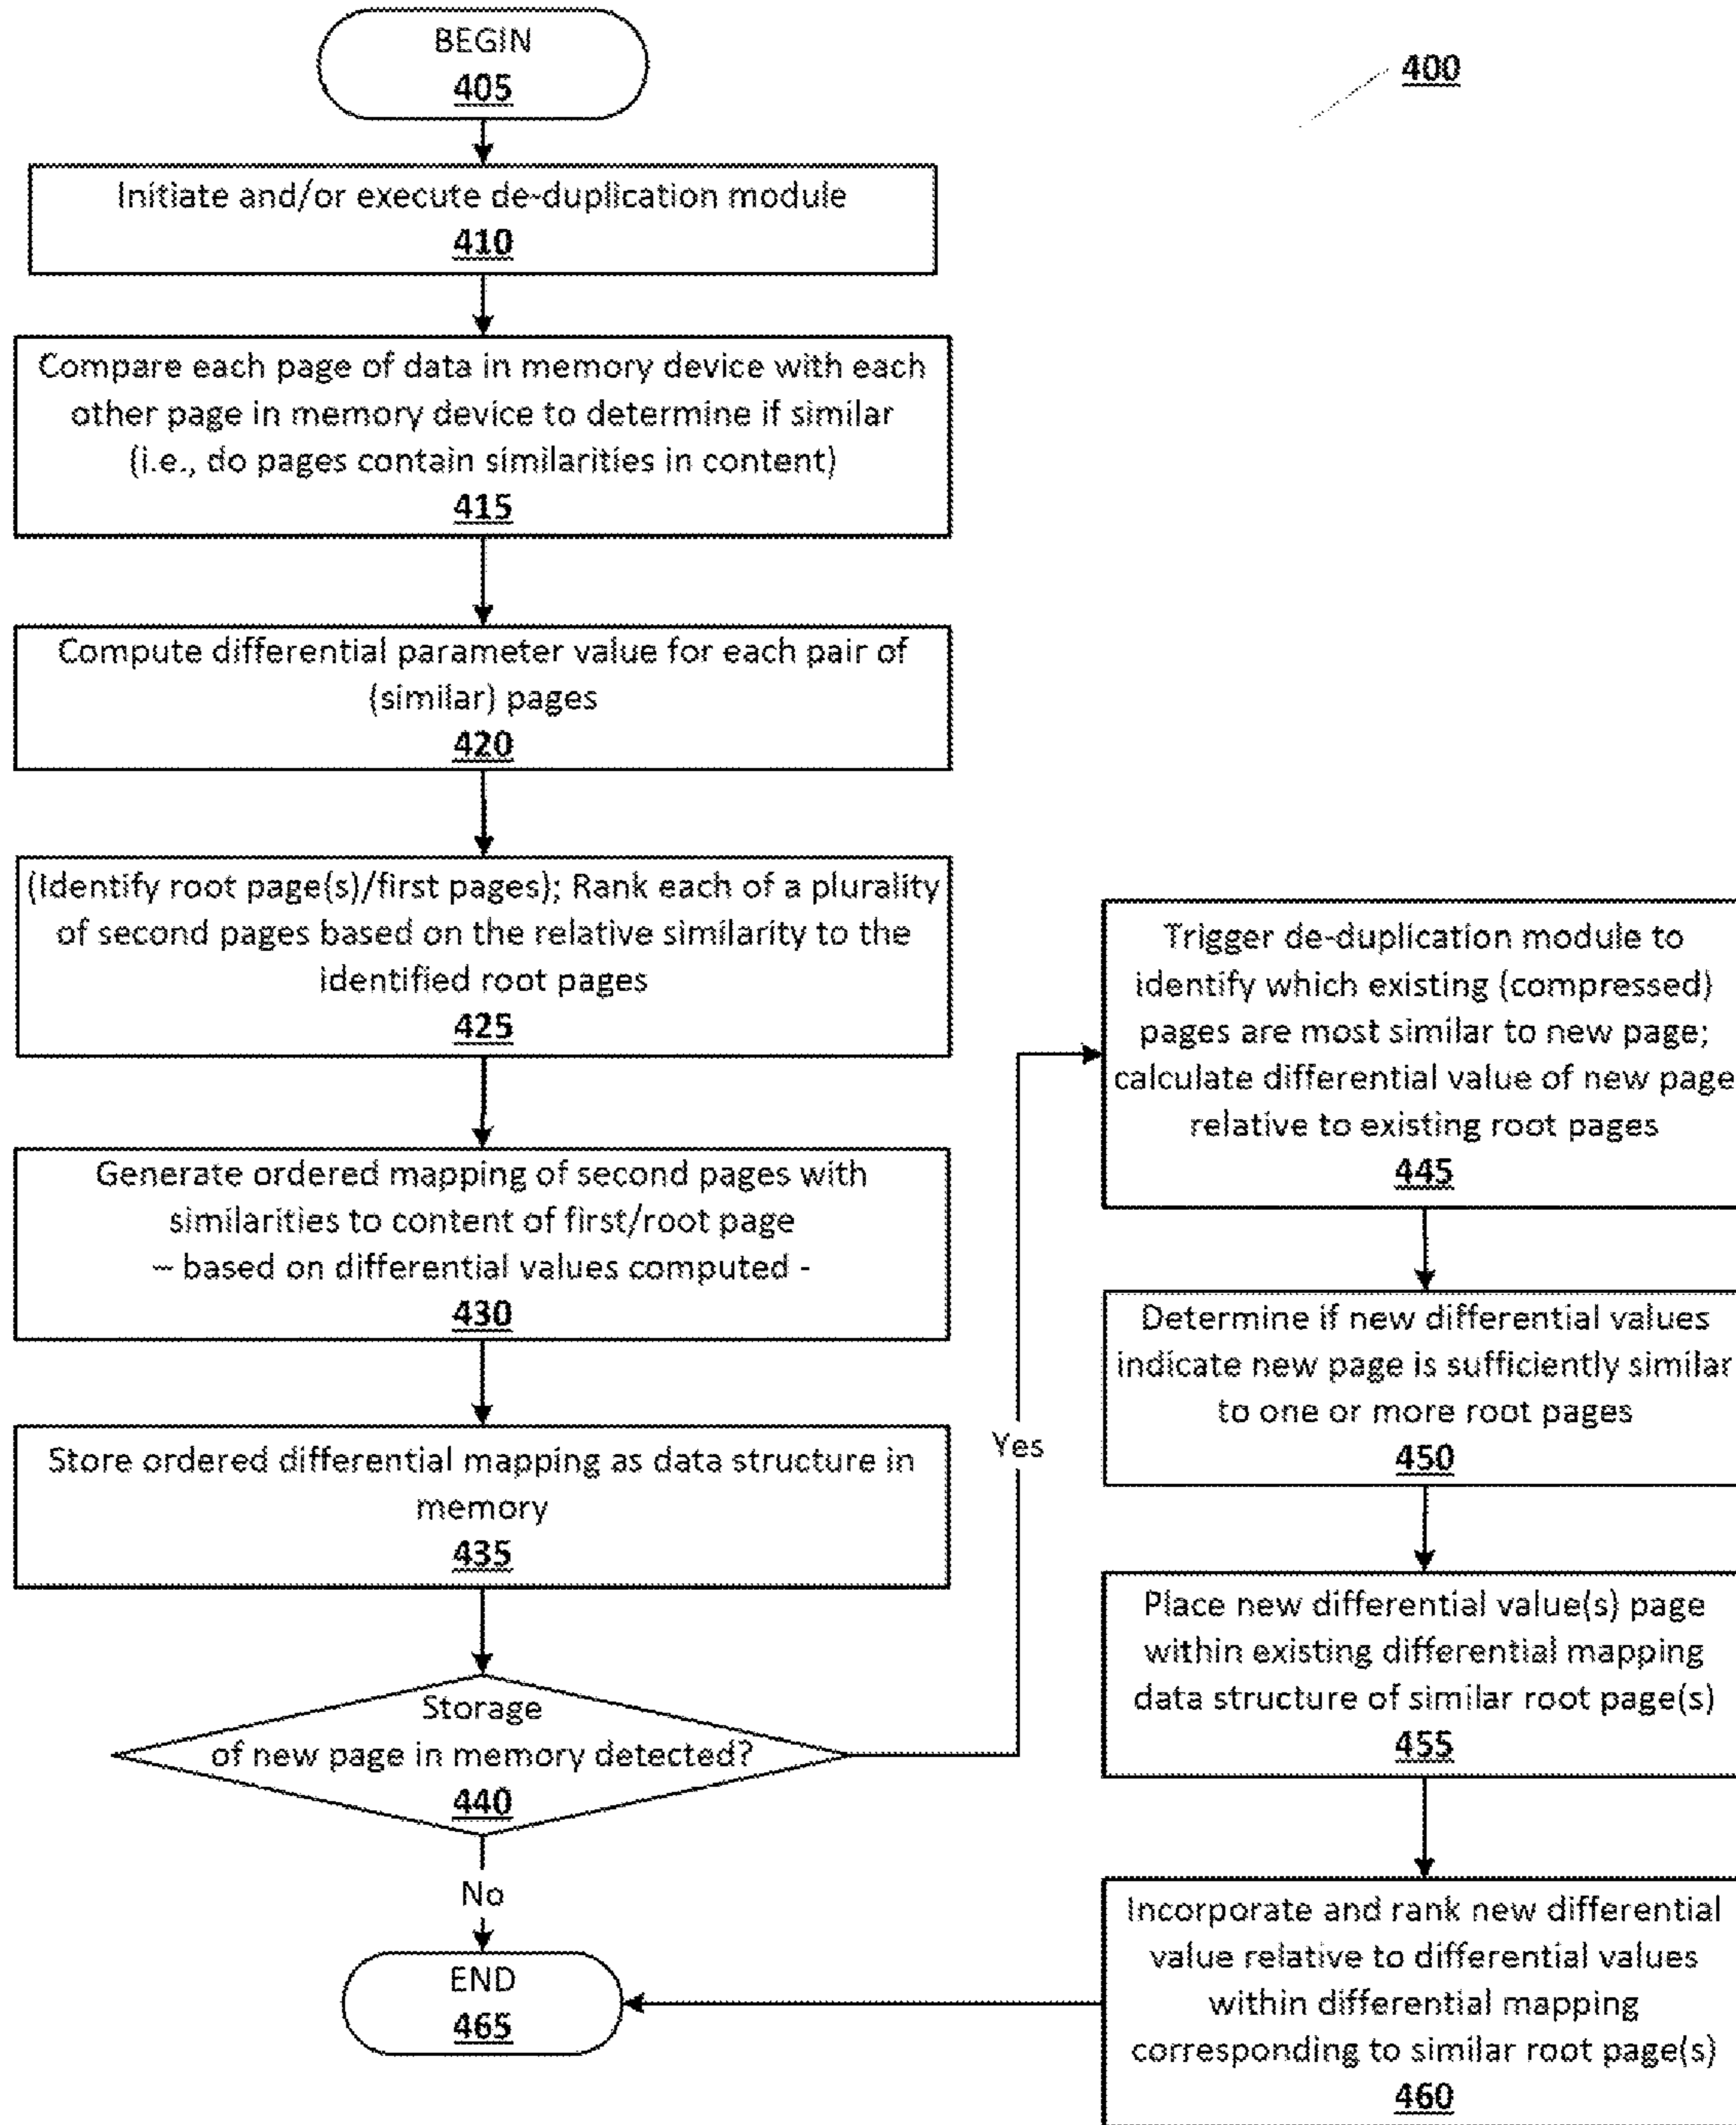 BEGIN
405
400
Initiate and/or execute de-duplication module
410
Compare each page of data in memory device with each
other page in memory device to determine if similar
(i.e., do pages contain similarities in content)
415
Compute differential parameter value for each pair of
(similar) pages
420
(Identify root page(s)/first pages); Rank each of a plurality
of second pages based on the relative similarity to the
identified root pages
425
Generate ordered mapping of second pages with
similarities to content of first/root page
-- based on differential values computed -
430
Store ordered differential mapping as data structure in
memory
435
Storage
of new page in memory detected?
440
Yes
No
END
465
Trigger de-duplication module to
identify which existing (compressed)
pages are most similar to new page;
calculate differential value of new page
relative to existing root pages
445
Determine if new differential values
indicate new page is sufficiently similar
to one or more root pages
450
Place new differential value(s) page
within existing differential mapping
data structure of similar root page(s)
455
Incorporate and rank new differential
value relative to differential values
within differential mapping
corresponding to similar root page(s)
460